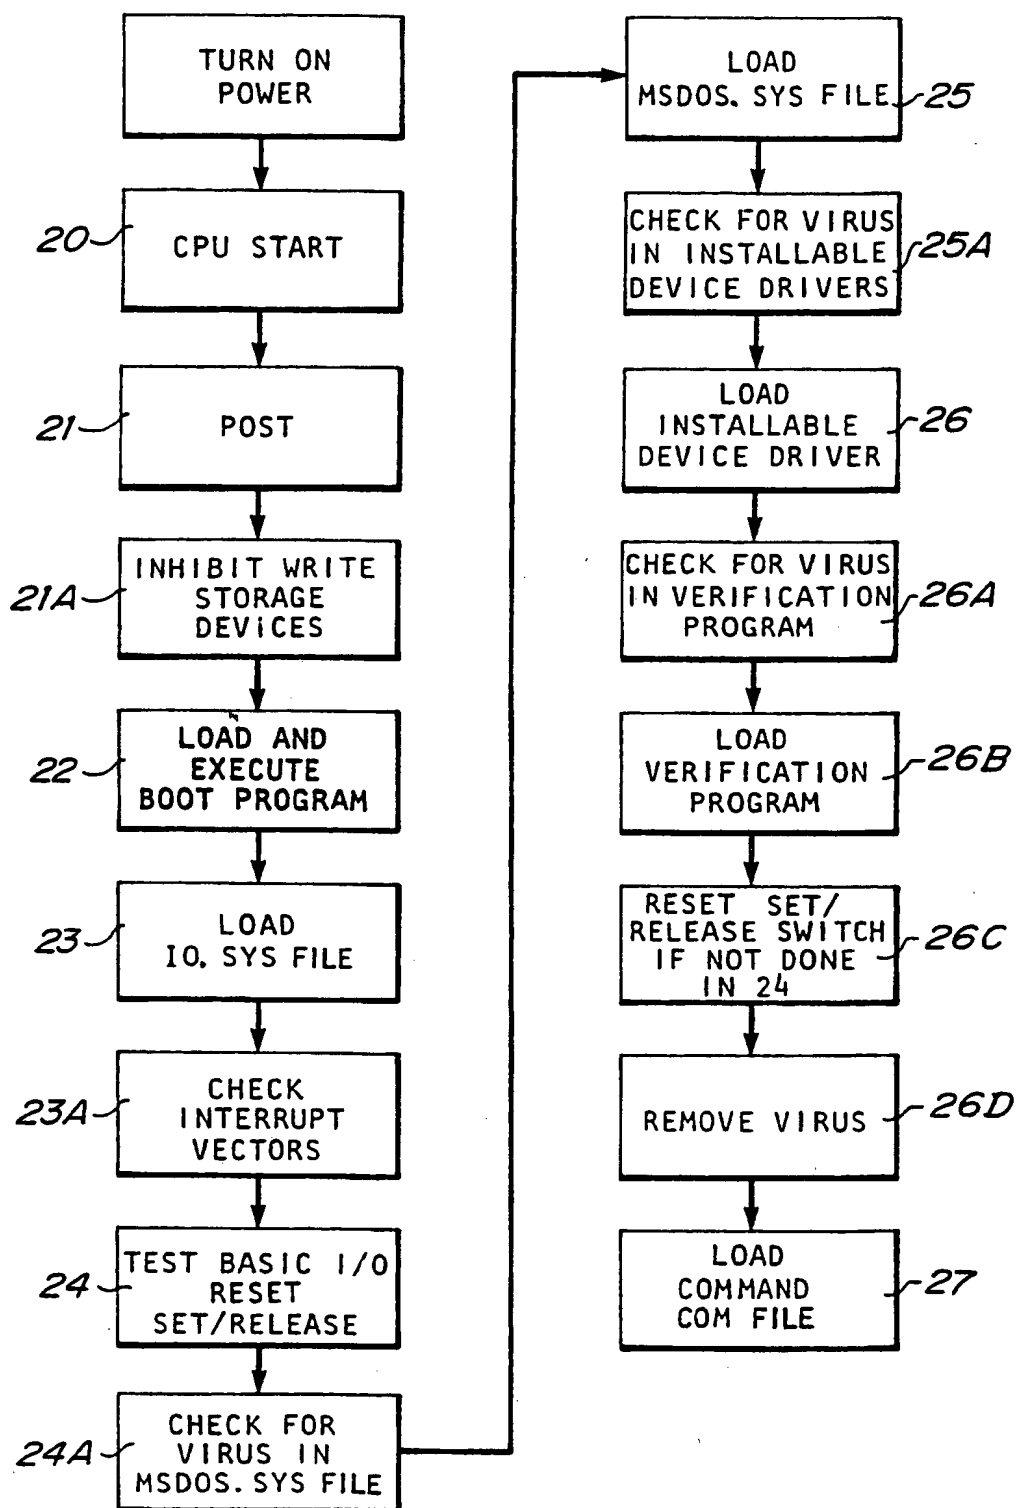 TURN ON
POWER
20
CPU START
21
POST
21A
INHIBIT WRITE
STORAGE
DEVICES
22
LOAD AND
EXECUTE
BOOT PROGRAM
23
LOAD
IO. SYS FILE
23A
CHECK
INTERRUPT
VECTORS
24
TEST BASIC I/O
RESET
SET/RELEASE
24A
CHECK FOR
VIRUS IN
MSDOS. SYS FILE
LOAD
MSDOS. SYS FILE
25
CHECK FOR VIRUS
IN INSTALLABLE
DEVICE DRIVERS
25A
LOAD
INSTALLABLE
DEVICE DRIVER
26
CHECK FOR VIRUS
IN VERIFICATION
PROGRAM
26A
LOAD
VERIFICATION
PROGRAM
26B
RESET SET/
RELEASE SWITCH
IF NOT DONE
IN 24
26C
REMOVE VIRUS
26D
LOAD
COMMAND
COM FILE
27